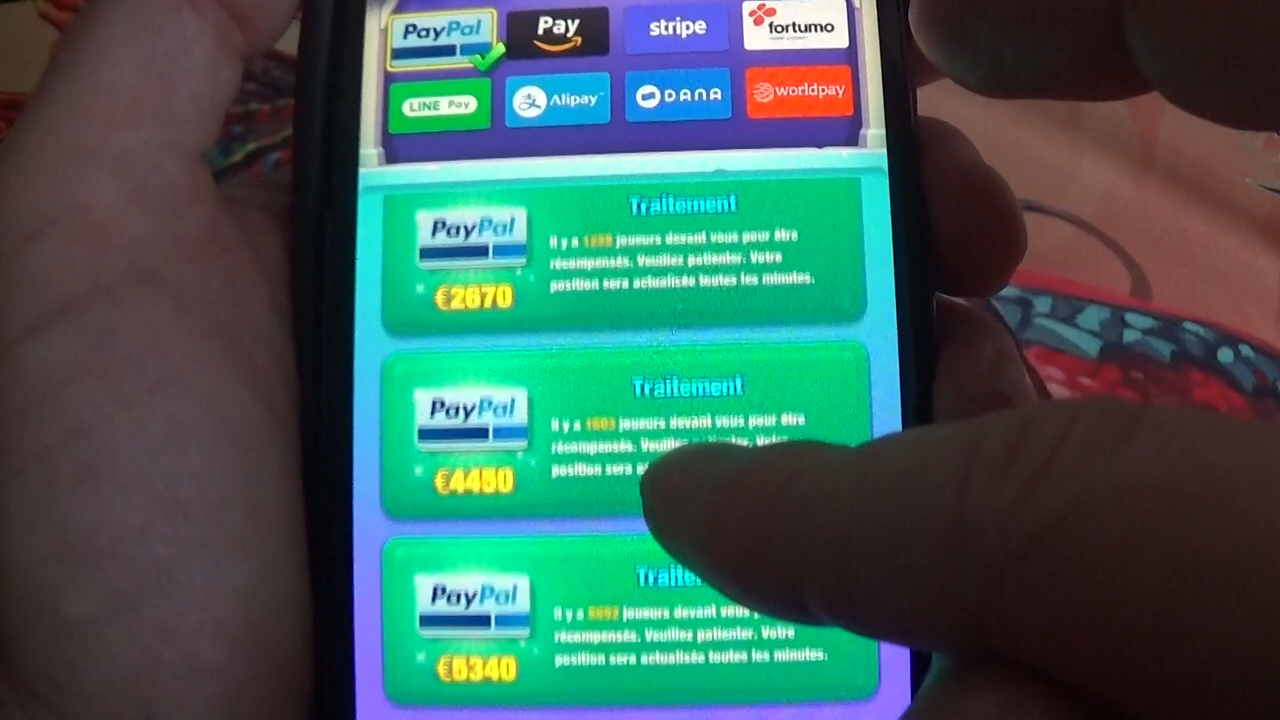 PayPal
Pay
stripe
fortumo
LINE Pay
Alipay
DANA
worldpay
PayPal
€2670
Traitement
Il y a joueurs devant vous pour être
récompensés. Veuillez patienter. Votre
position sera actualisée toutes les minutes.
PayPal
€4450
Traitement
Il y a 1603 joueurs devant vous pour être
récompensés. Veuillez patienter. Votre
position sera
PayPal
€5340
Il y a joueurs devant vous
récompensés. Veuillez patienter. Votre
position sera actualisée toutes les minutes.